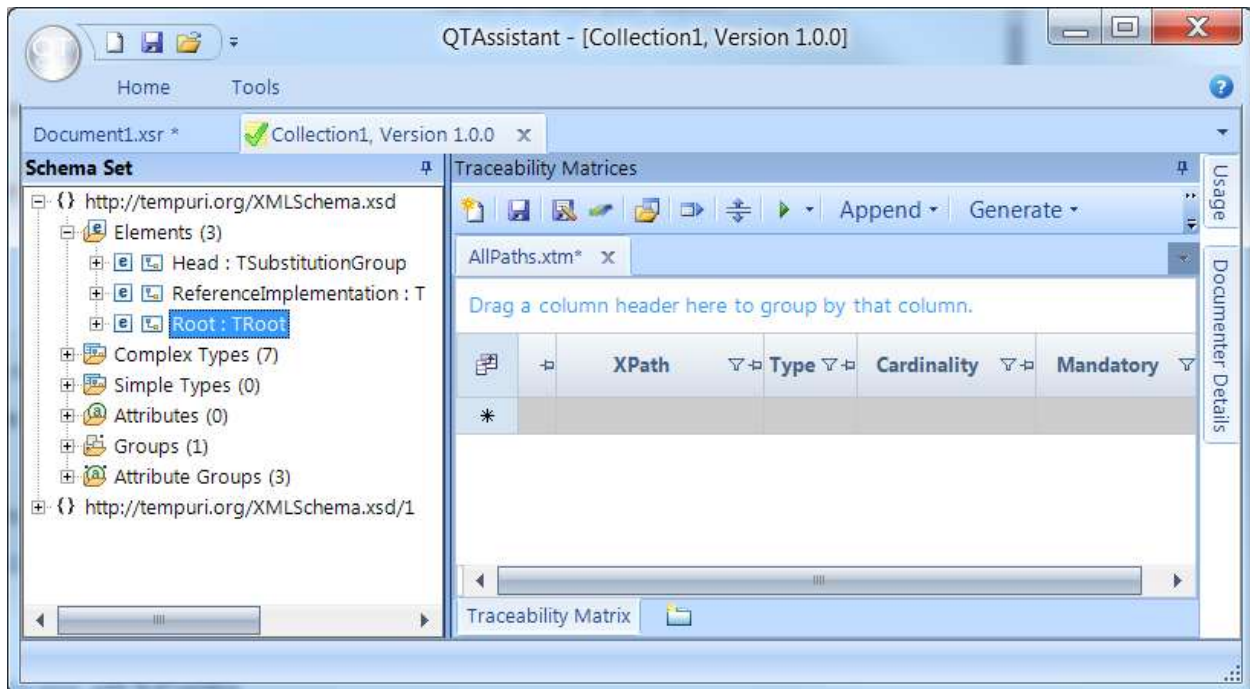 QTAssistant - [Collection1, Version 1.0.0]
Home Tools
Document1.xsr * Collection1, Version 1.0.0
Schema Set
{} http://tempuri.org/XMLSchema.xsd
Elements (3)
Head : TSubstitutionGroup
ReferenceImplementation : T
Root : TRoot
Complex Types (7)
Simple Types (0)
Attributes (0)
Groups (1)
Attribute Groups (3)
{} http://tempuri.org/XMLSchema.xsd/1
Traceability Matrices
Append Generate
AllPaths.xtm*
Drag a column header here to group by that column.
XPath Type Cardinality Mandatory
Traceability Matrix
Usage
Documenter Details